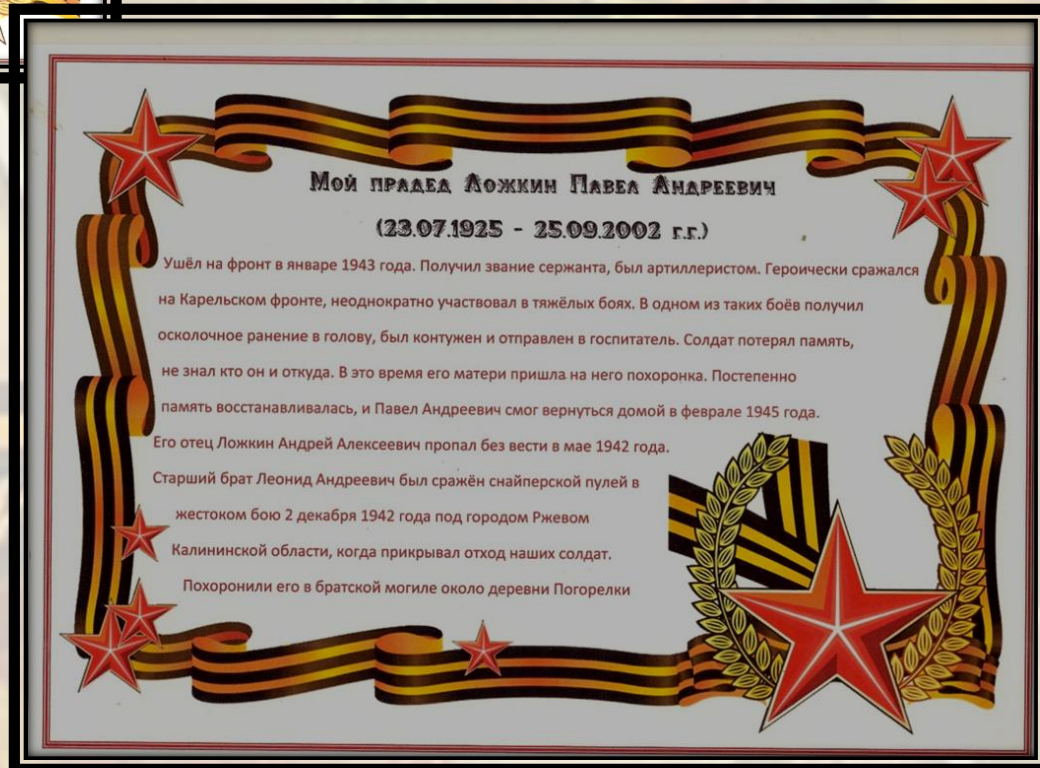 Мой прадед Ложкин Павел Андреевич
(23.07.1925 - 25.09.2002 г.г.)
Ушёл на фронт в январе 1943 года. Получил звание сержанта, был артиллеристом. Героически сражался
на Карельском фронте, неоднократно участвовал в тяжёлых боях. В одном из таких боёв получил
осколочное ранение в голову, был контужен и отправлен в госпитатель. Солдат потерял память,
не знал кто он и откуда. В это время его матери пришла на него похоронка. Постепенно
память восстанавливалась, и Павел Андреевич смог вернуться домой в феврале 1945 года.
Его отец Ложкин Андрей Алексеевич пропал без вести в мае 1942 года.
Старший брат Леонид Андреевич был сражён снайперской пулей в
жестоком бою 2 декабря 1942 года под городом Ржевом
Калининской области, когда прикрывал отход наших солдат.
Похоронили его в братской могиле около деревни Погорелки